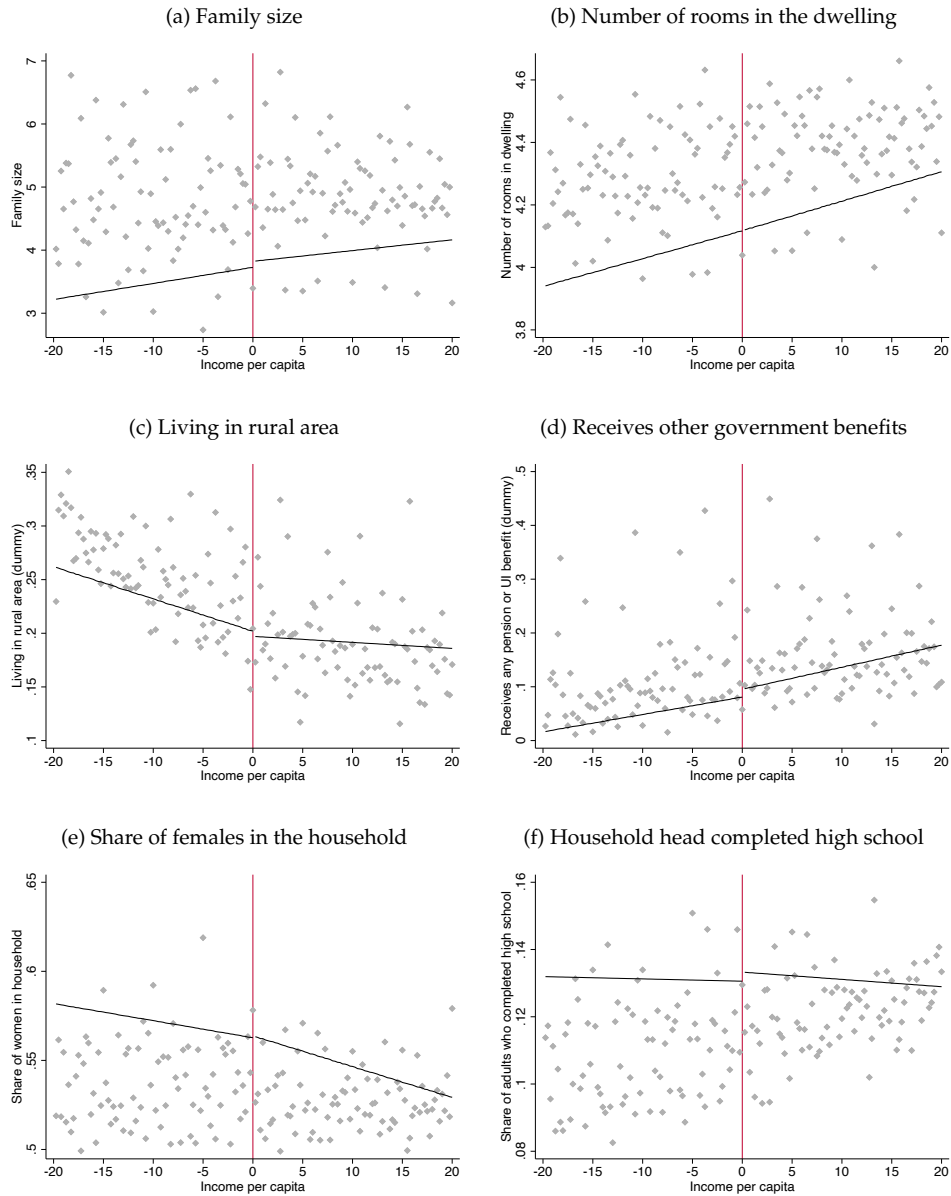 (a) Family size
Family size
7
6
5
4
3
-20 -15 -10 -5 0 5 10 15 20
Income per capita
(b) Number of rooms in the dwelling
Number of rooms in dwelling
4.6
4.4
4.2
4
3.8
-20 -15 -10 -5 0 5 10 15 20
Income per capita
(c) Living in rural area
Living in rural area (dummy)
.35
.3
.25
.2
.15
.1
-20 -15 -10 -5 0 5 10 15 20
Income per capita
(d) Receives other government benefits
Receives any pension or UI benefit (dummy)
.5
.4
.3
.2
.1
0
-20 -15 -10 -5 0 5 10 15 20
Income per capita
(e) Share of females in the household
Share of women in household
.65
.6
.55
.5
-20 -15 -10 -5 0 5 10 15 20
Income per capita
(f) Household head completed high school
Share of adults who completed high school
.16
.14
.12
.1
.08
-20 -15 -10 -5 0 5 10 15 20
Income per capita